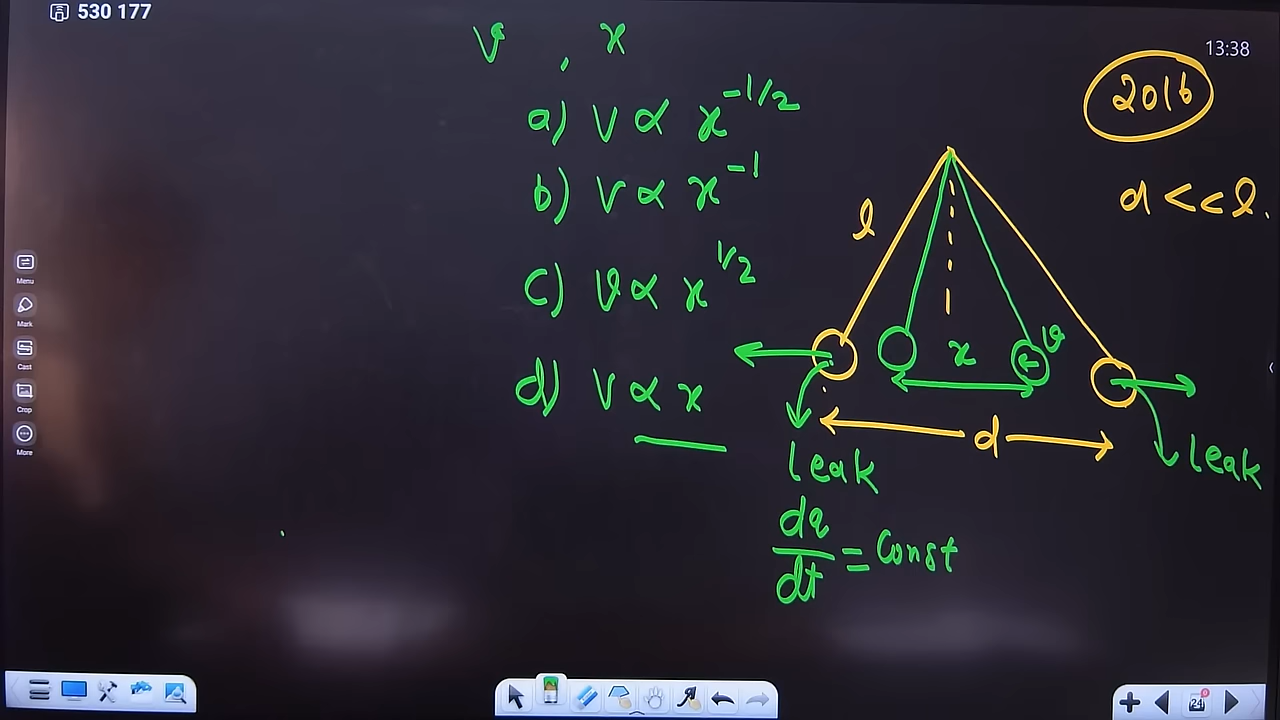 530 177
13:38
v , x
2016
a) V ∝ x^{-1/2}
b) V ∝ x^{-1}
c) v ∝ x^{1/2}
d) V ∝ x
d << l.
l
x
v
d
leak
leak
dq/dt = Const
Menu
Mark
Cast
Crop
More
24